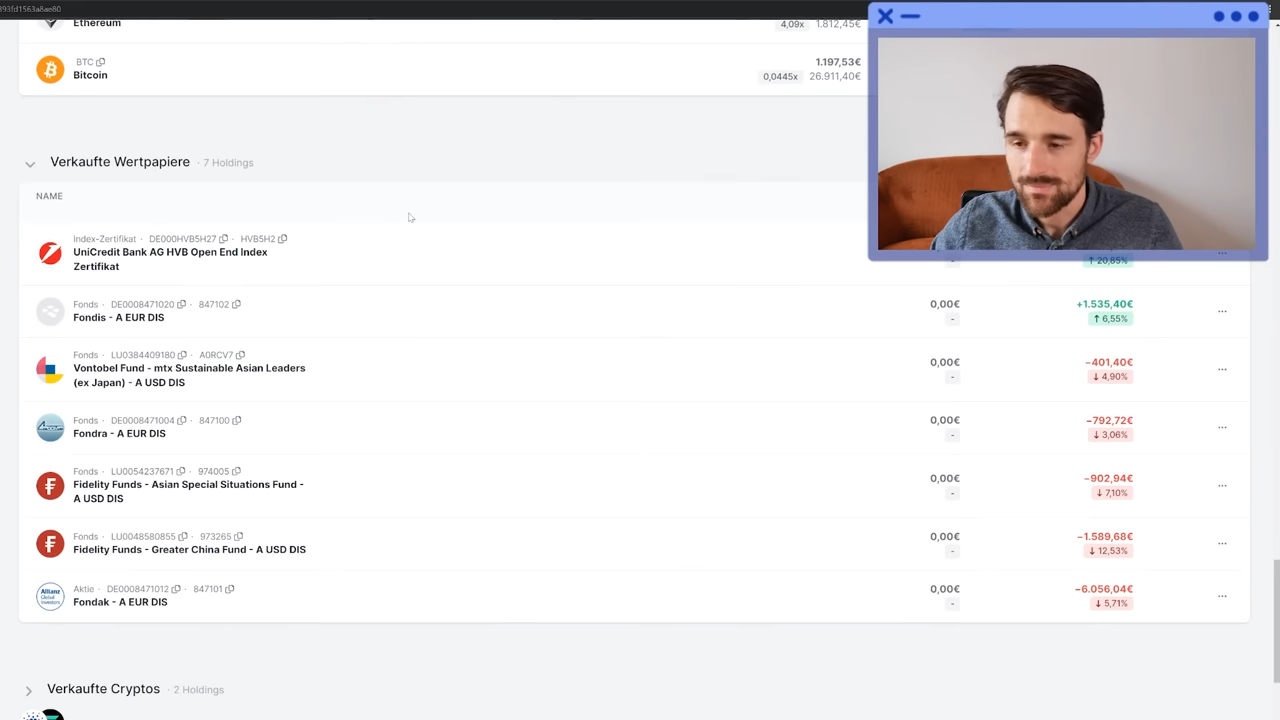 393fd1563a8ae80
Ethereum
4,09x 1.812,45€
BTC
Bitcoin
1.197,53€
0,0445x 26.911,40€
Verkaufte Wertpapiere · 7 Holdings
NAME
Index-Zertifikat · DE000HVB5H27 · HVB5H2
UniCredit Bank AG HVB Open End Index
Zertifikat
-
↑ 20,85%
Fonds · DE0008471020 · 847102
Fondis - A EUR DIS
0,00€
-
+1.535,40€
↑ 6,55%
Fonds · LU0384409180 · A0RCV7
Vontobel Fund - mtx Sustainable Asian Leaders
(ex Japan) - A USD DIS
0,00€
-
−401,40€
↓ 4,90%
Fonds · DE0008471004 · 847100
Fondra - A EUR DIS
0,00€
-
−792,72€
↓ 3,06%
Fonds · LU0054237671 · 974005
Fidelity Funds - Asian Special Situations Fund -
A USD DIS
0,00€
-
−902,94€
↓ 7,10%
Fonds · LU0048580855 · 973265
Fidelity Funds - Greater China Fund - A USD DIS
0,00€
-
−1.589,68€
↓ 12,53%
Allianz
Global
Investors
Aktie · DE0008471012 · 847101
Fondak - A EUR DIS
0,00€
-
−6.056,04€
↓ 5,71%
Verkaufte Cryptos · 2 Holdings